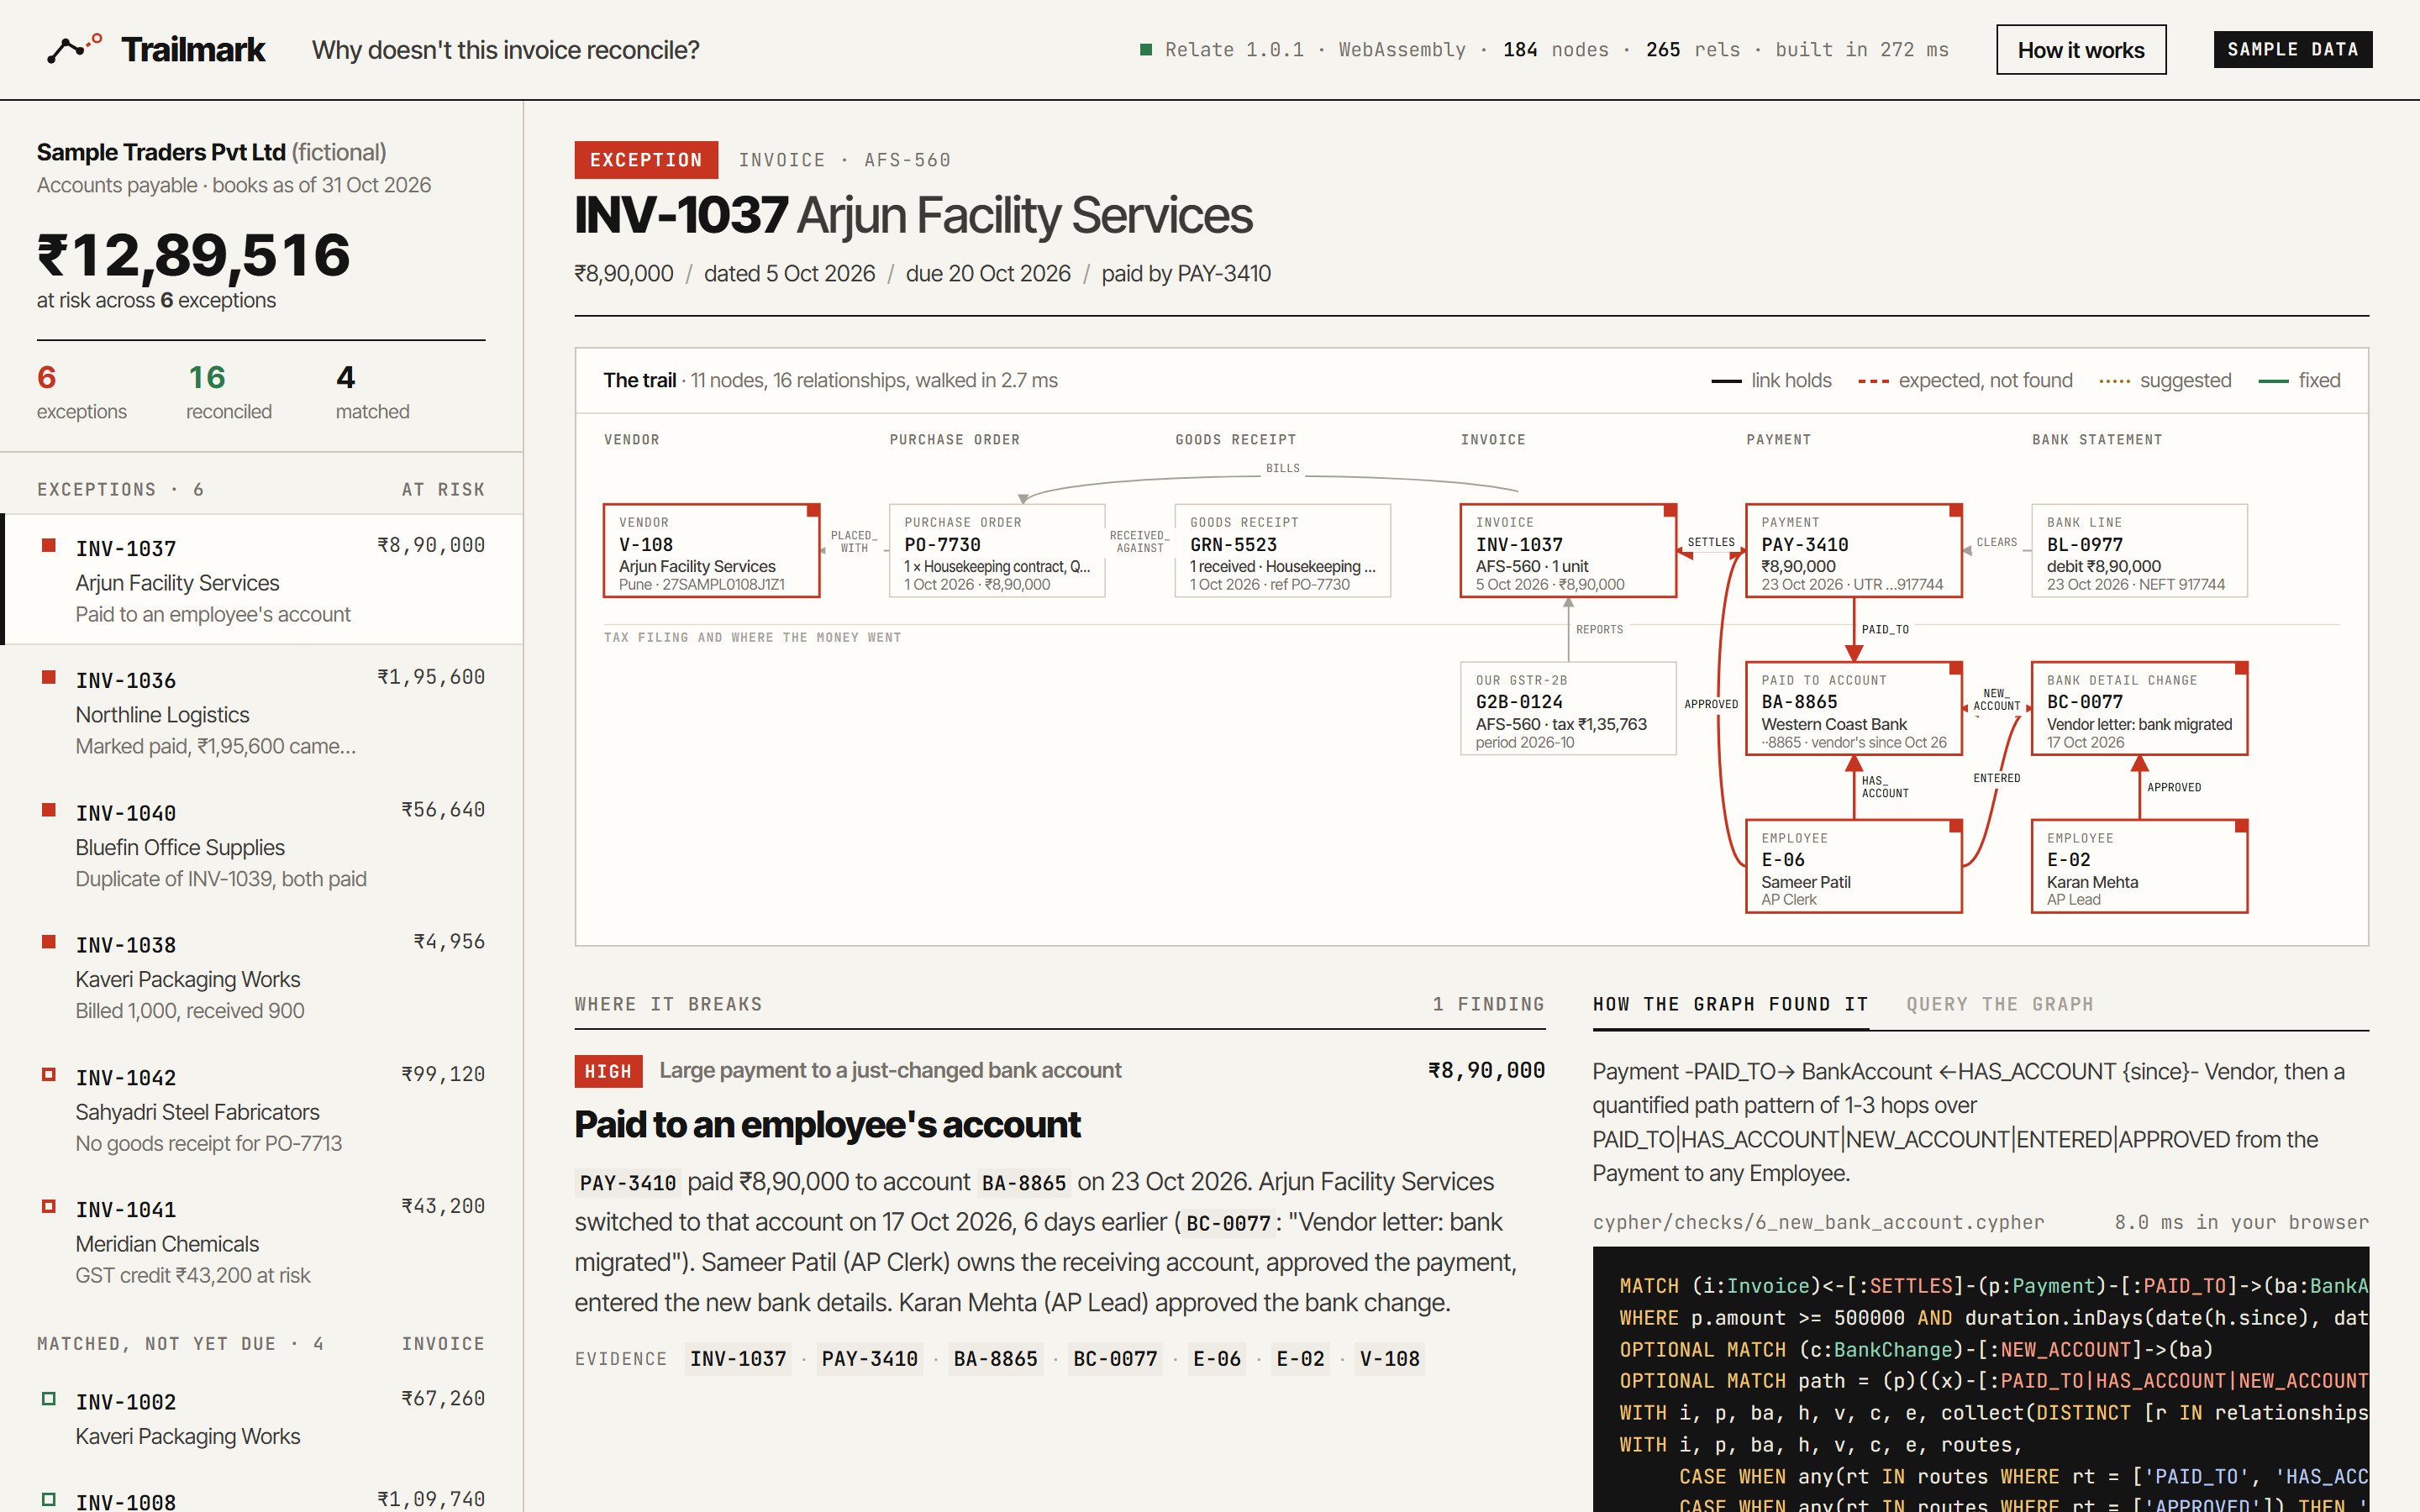 Trailmark
Why doesn't this invoice reconcile?
Relate 1.0.1 · WebAssembly · 184 nodes · 265 rels · built in 272 ms
How it works
SAMPLE DATA
Sample Traders Pvt Ltd (fictional)
Accounts payable · books as of 31 Oct 2026
₹12,89,516
at risk across 6 exceptions
6 16 4
exceptions reconciled matched
EXCEPTIONS · 6 AT RISK
INV-1037 ₹8,90,000
Arjun Facility Services
Paid to an employee's account
INV-1036 ₹1,95,600
Northline Logistics
Marked paid, ₹1,95,600 came…
INV-1040 ₹56,640
Bluefin Office Supplies
Duplicate of INV-1039, both paid
INV-1038 ₹4,956
Kaveri Packaging Works
Billed 1,000, received 900
INV-1042 ₹99,120
Sahyadri Steel Fabricators
No goods receipt for PO-7713
INV-1041 ₹43,200
Meridian Chemicals
GST credit ₹43,200 at risk
MATCHED, NOT YET DUE · 4 INVOICE
INV-1002 ₹67,260
Kaveri Packaging Works
INV-1008 ₹1,09,740
EXCEPTION INVOICE · AFS-560
INV-1037 Arjun Facility Services
₹8,90,000 / dated 5 Oct 2026 / due 20 Oct 2026 / paid by PAY-3410
The trail · 11 nodes, 16 relationships, walked in 2.7 ms
link holds expected, not found suggested fixed
VENDOR PURCHASE ORDER GOODS RECEIPT INVOICE PAYMENT BANK STATEMENT
BILLS
VENDOR
V-108
Arjun Facility Services
Pune · 27SAMPL0108J1Z1
PLACED_
WITH
PURCHASE ORDER
PO-7730
1 × Housekeeping contract, Q…
1 Oct 2026 · ₹8,90,000
RECEIVED_
AGAINST
GOODS RECEIPT
GRN-5523
1 received · Housekeeping …
1 Oct 2026 · ref PO-7730
INVOICE
INV-1037
AFS-560 · 1 unit
5 Oct 2026 · ₹8,90,000
SETTLES
PAYMENT
PAY-3410
₹8,90,000
23 Oct 2026 · UTR …917744
CLEARS
BANK LINE
BL-0977
debit ₹8,90,000
23 Oct 2026 · NEFT 917744
TAX FILING AND WHERE THE MONEY WENT
REPORTS
PAID_TO
OUR GSTR-2B
G2B-0124
AFS-560 · tax ₹1,35,763
period 2026-10
APPROVED
PAID TO ACCOUNT
BA-8865
Western Coast Bank
··8865 · vendor's since Oct 26
NEW_
ACCOUNT
BANK DETAIL CHANGE
BC-0077
Vendor letter: bank migrated
17 Oct 2026
HAS_
ACCOUNT
ENTERED
APPROVED
EMPLOYEE
E-06
Sameer Patil
AP Clerk
EMPLOYEE
E-02
Karan Mehta
AP Lead
WHERE IT BREAKS 1 FINDING
HIGH Large payment to a just-changed bank account ₹8,90,000
Paid to an employee's account
PAY-3410 paid ₹8,90,000 to account BA-8865 on 23 Oct 2026. Arjun Facility Services
switched to that account on 17 Oct 2026, 6 days earlier (BC-0077: "Vendor letter: bank
migrated"). Sameer Patil (AP Clerk) owns the receiving account, approved the payment,
entered the new bank details. Karan Mehta (AP Lead) approved the bank change.
EVIDENCE INV-1037 · PAY-3410 · BA-8865 · BC-0077 · E-06 · E-02 · V-108
HOW THE GRAPH FOUND IT QUERY THE GRAPH
Payment -PAID_TO→ BankAccount ←HAS_ACCOUNT {since}- Vendor, then a
quantified path pattern of 1-3 hops over
PAID_TO|HAS_ACCOUNT|NEW_ACCOUNT|ENTERED|APPROVED from the
Payment to any Employee.
cypher/checks/6_new_bank_account.cypher 8.0 ms in your browser
MATCH (i:Invoice)<-[:SETTLES]-(p:Payment)-[:PAID_TO]->(ba:BankA
WHERE p.amount >= 500000 AND duration.inDays(date(h.since), dat
OPTIONAL MATCH (c:BankChange)-[:NEW_ACCOUNT]->(ba)
OPTIONAL MATCH path = (p)((x)-[:PAID_TO|HAS_ACCOUNT|NEW_ACCOUNT
WITH i, p, ba, h, v, c, e, collect(DISTINCT [r IN relationships
WITH i, p, ba, h, v, c, e, routes,
CASE WHEN any(rt IN routes WHERE rt = ['PAID_TO', 'HAS_ACC
CASE WHEN any(rt IN routes WHERE rt = ['APPROVED']) THEN '